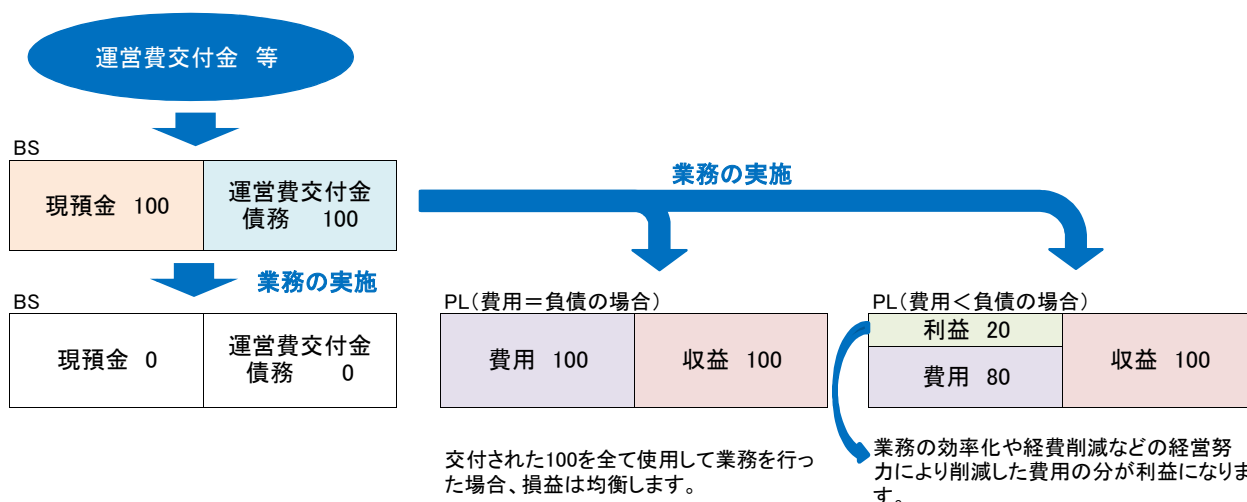 運営費交付金 等
BS
現預金 100
運営費交付金
債務 100
業務の実施
業務の実施
BS
現預金 0
運営費交付金
債務 0
PL(費用＝負債の場合)
費用 100
収益 100
交付された100を全て使用して業務を行っ
た場合、損益は均衡します。
PL(費用＜負債の場合)
利益 20
費用 80
収益 100
業務の効率化や経費削減などの経営努
力により削減した費用の分が利益になりま
す。